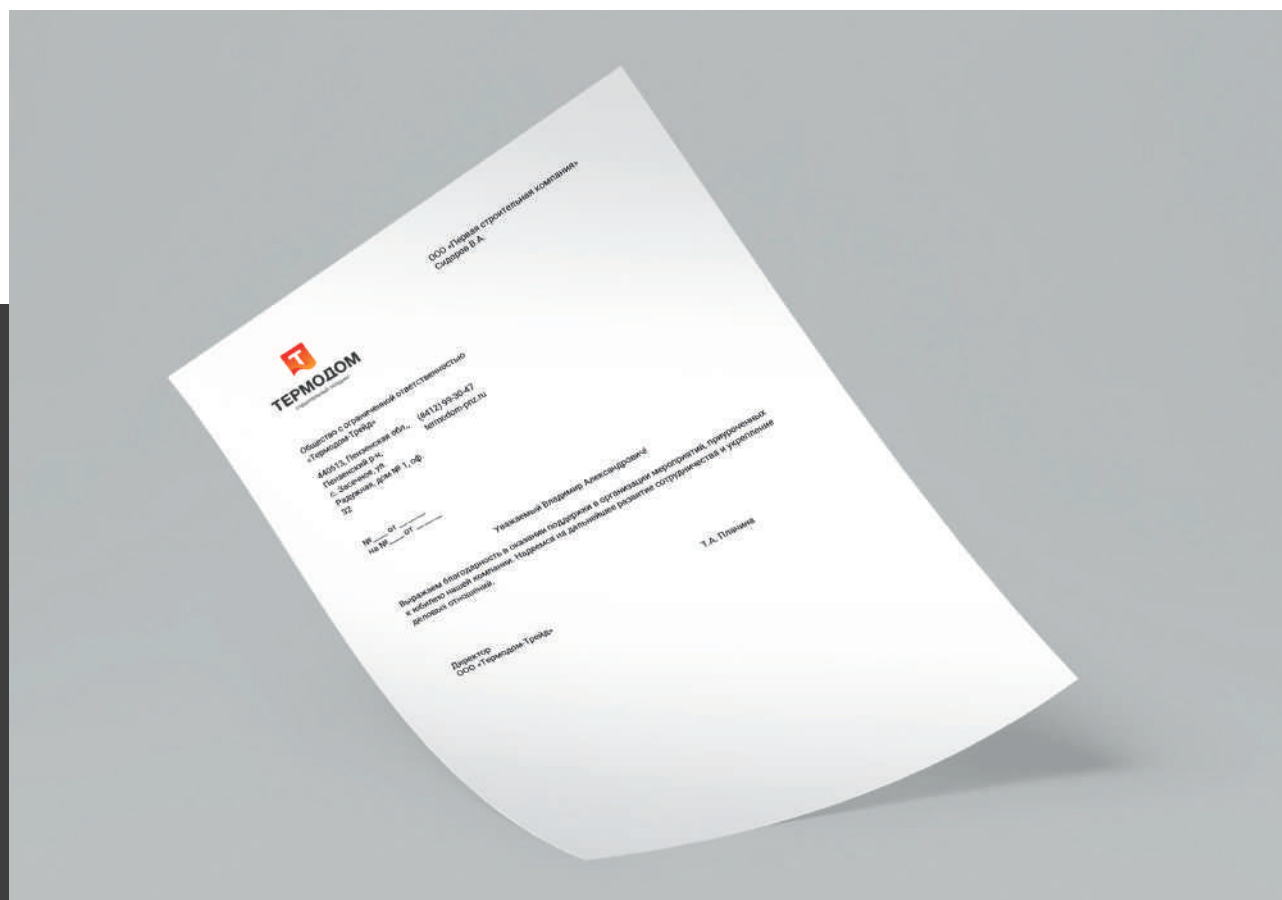 ООО «Первая строительная компания»
Сидоров В.А.
Т
ТЕРМОДОМ
Общество с ограниченной ответственностью
«Термодом-Трейд»
440513, Пензенская обл.,
Пензенский р-н,
с. Засечное, ул.
Радужная, дом № 1, оф.
32
(8412) 99-30-47
termodom-pnz.ru
№ ____ от ______
на № ____ от ______
Уважаемый Владимир Александрович!
Выражаем благодарность в оказании поддержки в организации мероприятий, приуроченных
к юбилею нашей компании. Надеемся на дальнейшее развитие сотрудничества и укрепление
деловых отношений.
Директор
ООО «Термодом-Трейд»
Т.А. Планина